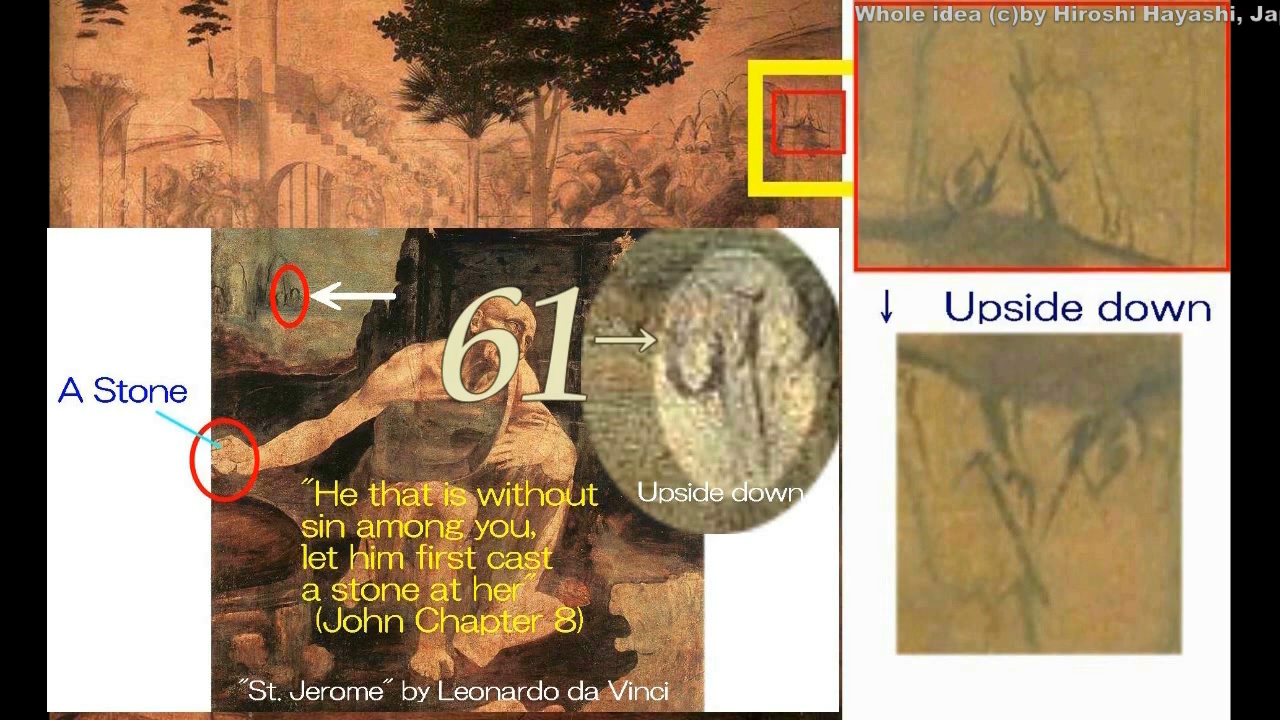 Whole idea (c)by Hiroshi Hayashi, Ja
↓ Upside down
61
→
A Stone
Upside down
"He that is without
sin among you,
let him first cast
a stone at her"
(John Chapter 8)
"St. Jerome" by Leonardo da Vinci